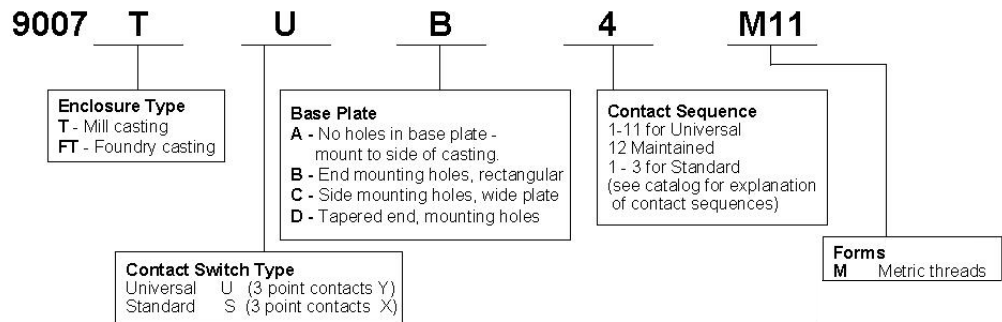 9007 T U B 4 M11
Enclosure Type
T - Mill casting
FT - Foundry casting
Base Plate
A - No holes in base plate -
mount to side of casting.
B - End mounting holes, rectangular
C - Side mounting holes, wide plate
D - Tapered end, mounting holes
Contact Sequence
1-11 for Universal
12 Maintained
1 - 3 for Standard
(see catalog for explanation
of contact sequences)
Contact Switch Type
Universal U (3 point contacts Y)
Standard S (3 point contacts X)
Forms
M Metric threads